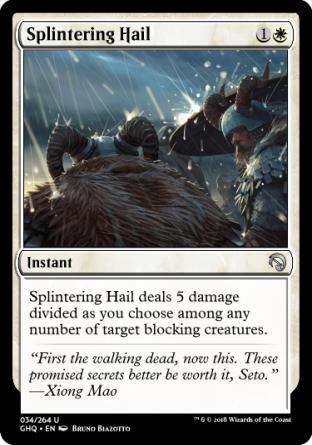 Splintering Hail 1
Instant
Splintering Hail deals 5 damage
divided as you choose among any
number of target blocking creatures.
“First the walking dead, now this. These
promised secrets better be worth it, Seto.”
—Xiong Mao
034/264 U
GHQ • EN Bruno Biazotto
™ & © 2018 Wizards of the Coast